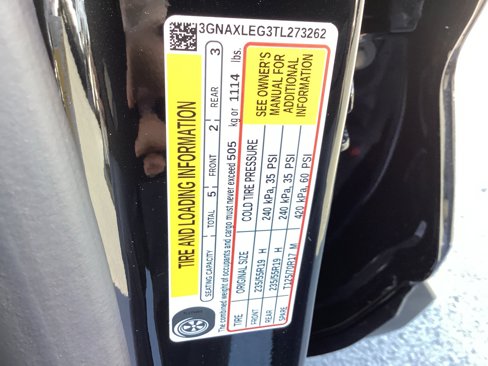 3GNAXLEG3TL273262
TIRE AND LOADING INFORMATION
SEATING CAPACITY TOTAL 5 FRONT 2 REAR 3
The combined weight of occupants and cargo must never exceed 505 kg or 1114 lbs.
TIRE ORIGINAL SIZE COLD TIRE PRESSURE
FRONT 235/55R19 H 240 kPa, 35 PSI
REAR 235/55R19 H 240 kPa, 35 PSI
SPARE T125/70R17 M 420 kPa, 60 PSI
SEE OWNER'S
MANUAL FOR
ADDITIONAL
INFORMATION